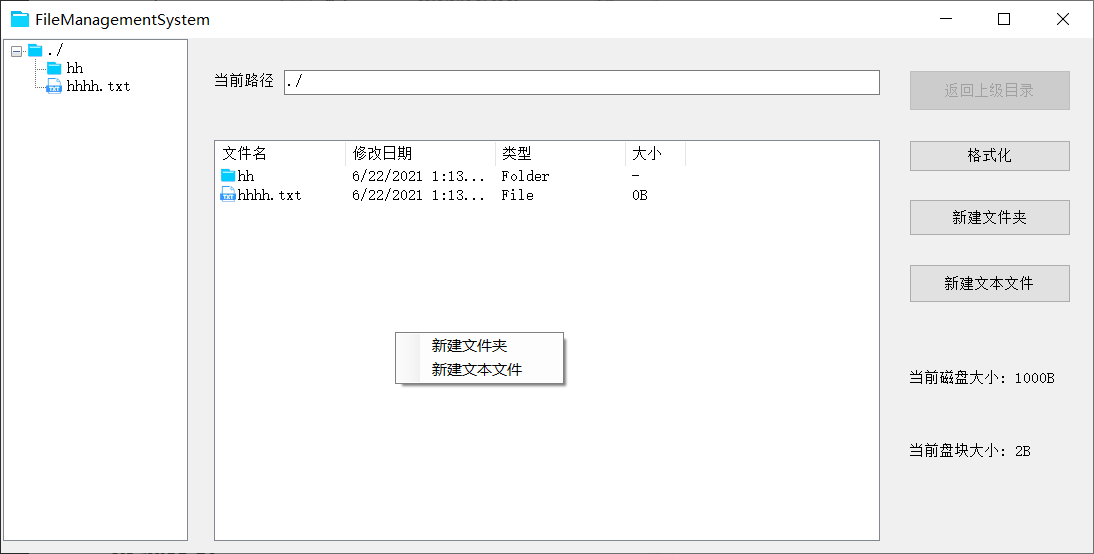 FileManagementSystem
./
hh
hhhh.txt
当前路径 ./
返回上级目录
文件名 修改日期 类型 大小
hh 6/22/2021 1:13... Folder -
hhhh.txt 6/22/2021 1:13... File 0B
格式化
新建文件夹
新建文本文件
新建文件夹
新建文本文件
当前磁盘大小: 1000B
当前盘块大小: 2B